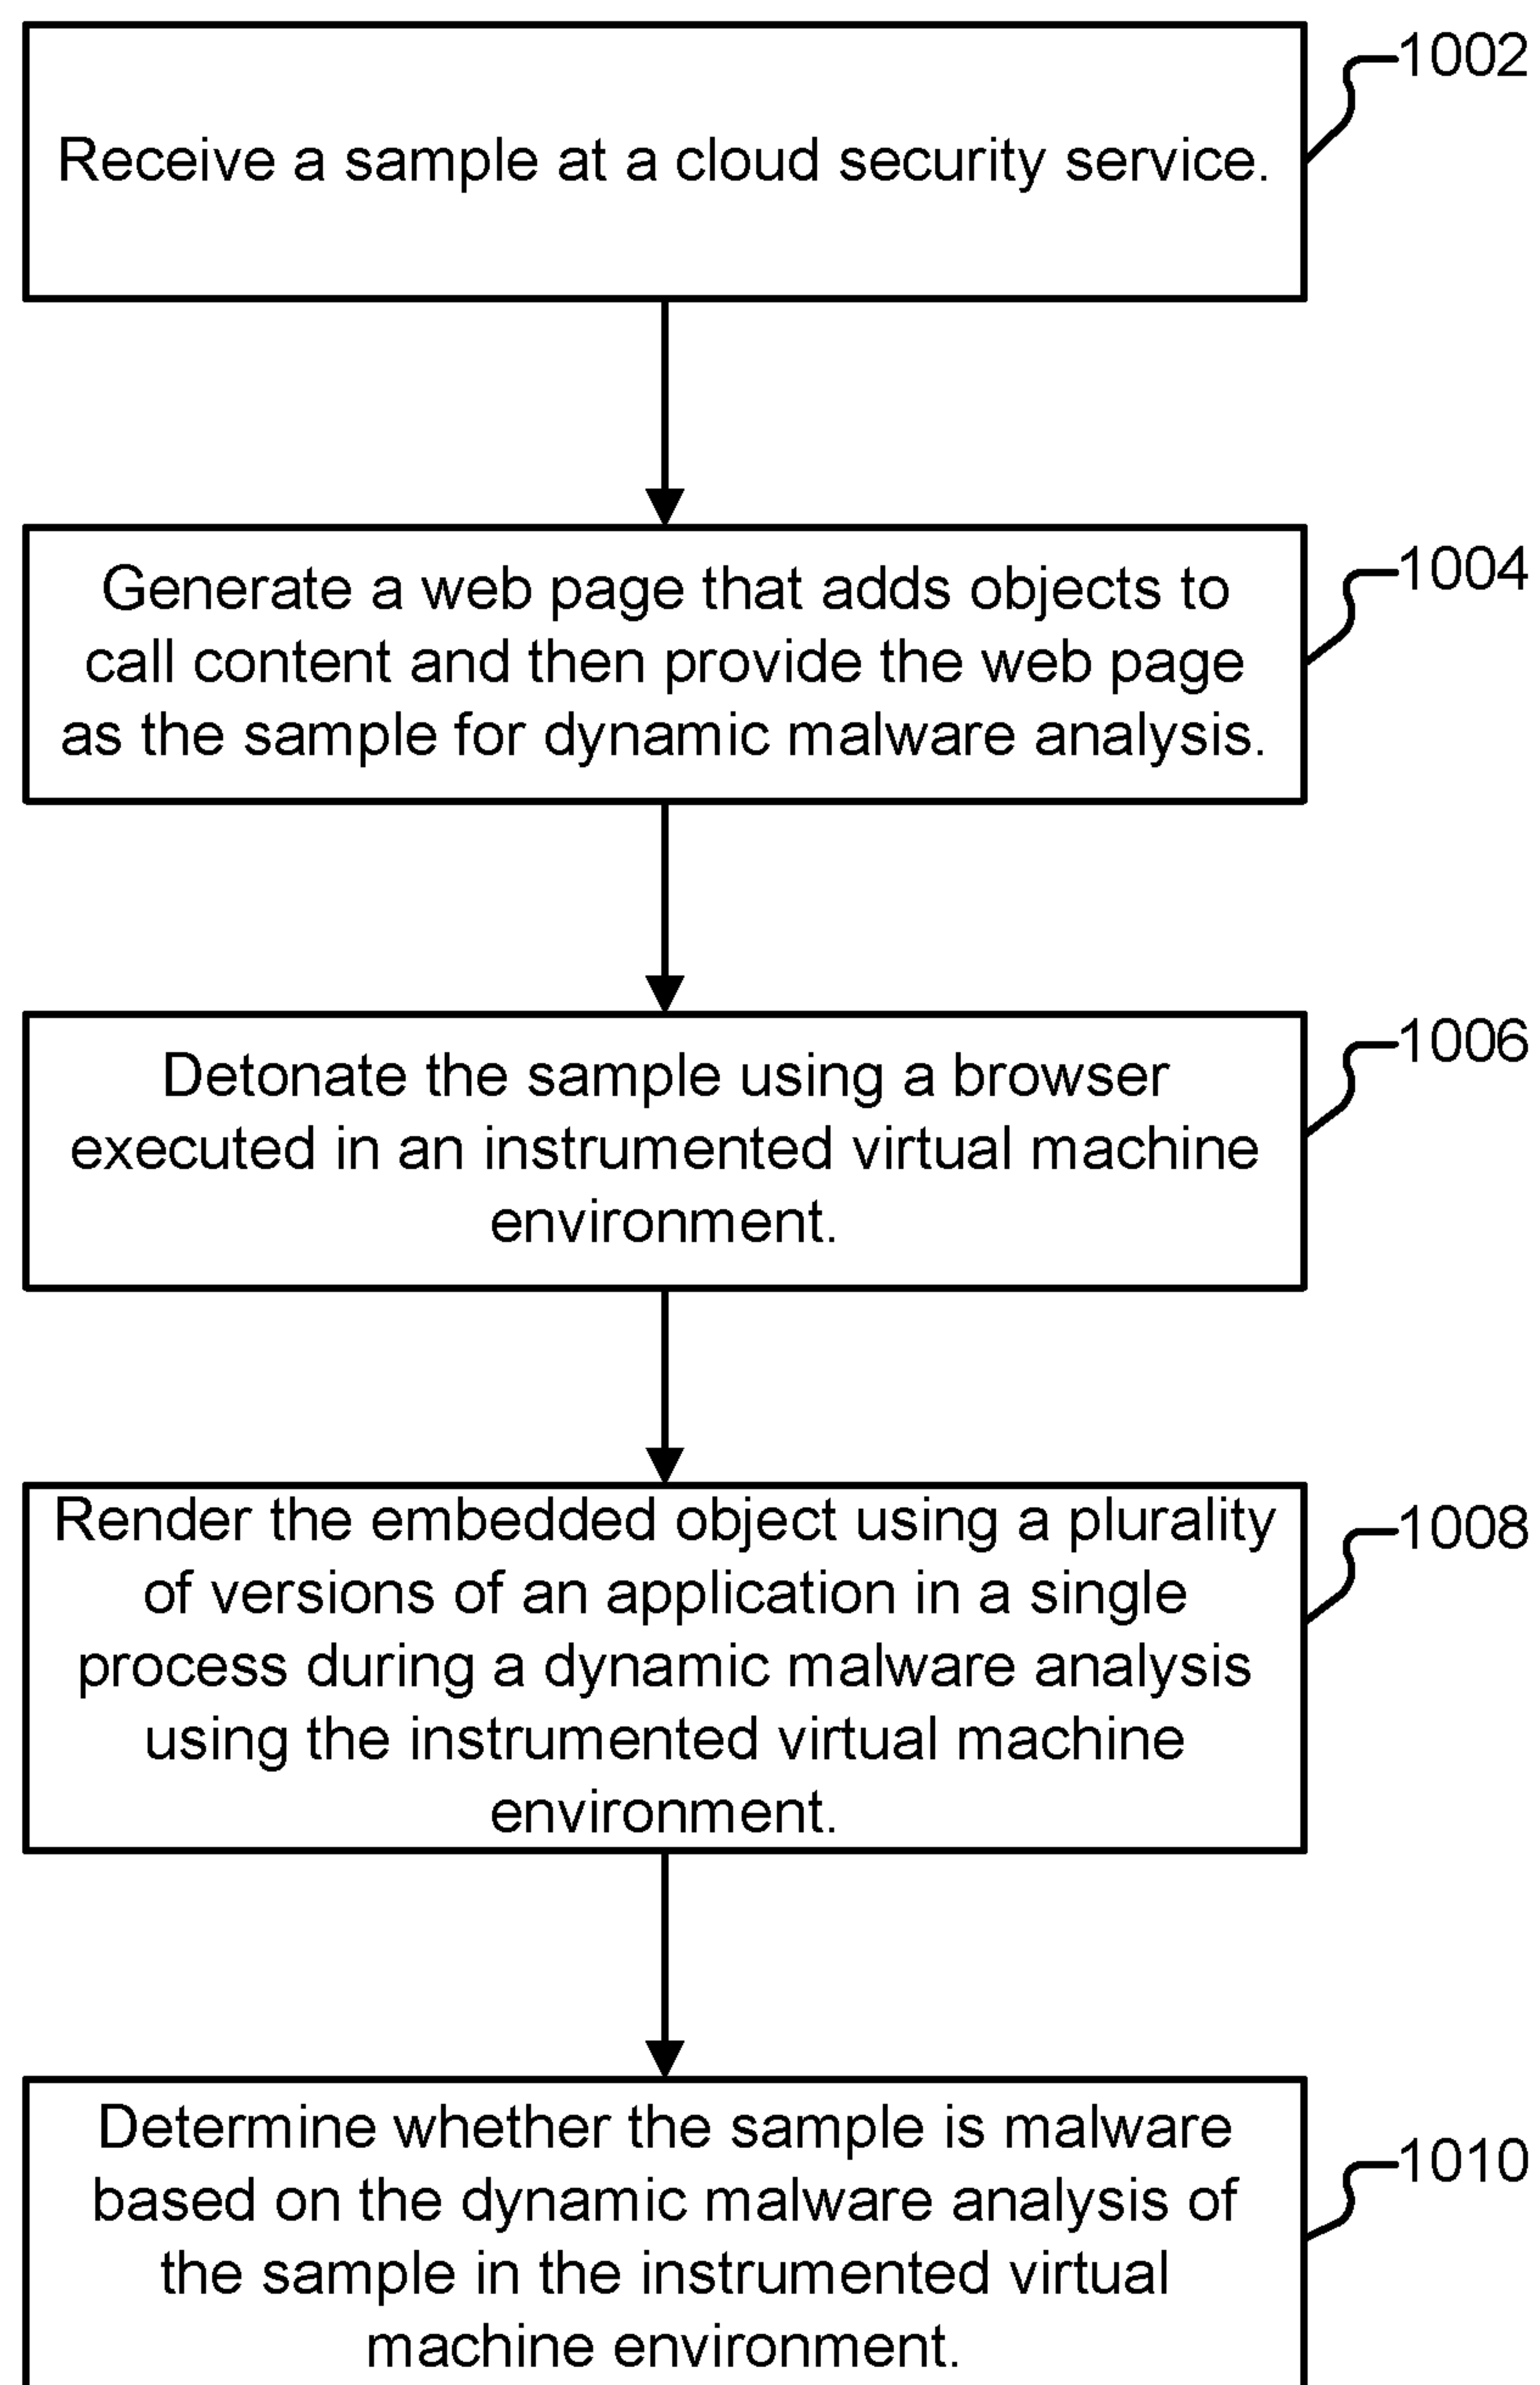 1002
Receive a sample at a cloud security service.
1004
Generate a web page that adds objects to
call content and then provide the web page
as the sample for dynamic malware analysis.
1006
Detonate the sample using a browser
executed in an instrumented virtual machine
environment.
1008
Render the embedded object using a plurality
of versions of an application in a single
process during a dynamic malware analysis
using the instrumented virtual machine
environment.
1010
Determine whether the sample is malware
based on the dynamic malware analysis of
the sample in the instrumented virtual
machine environment.